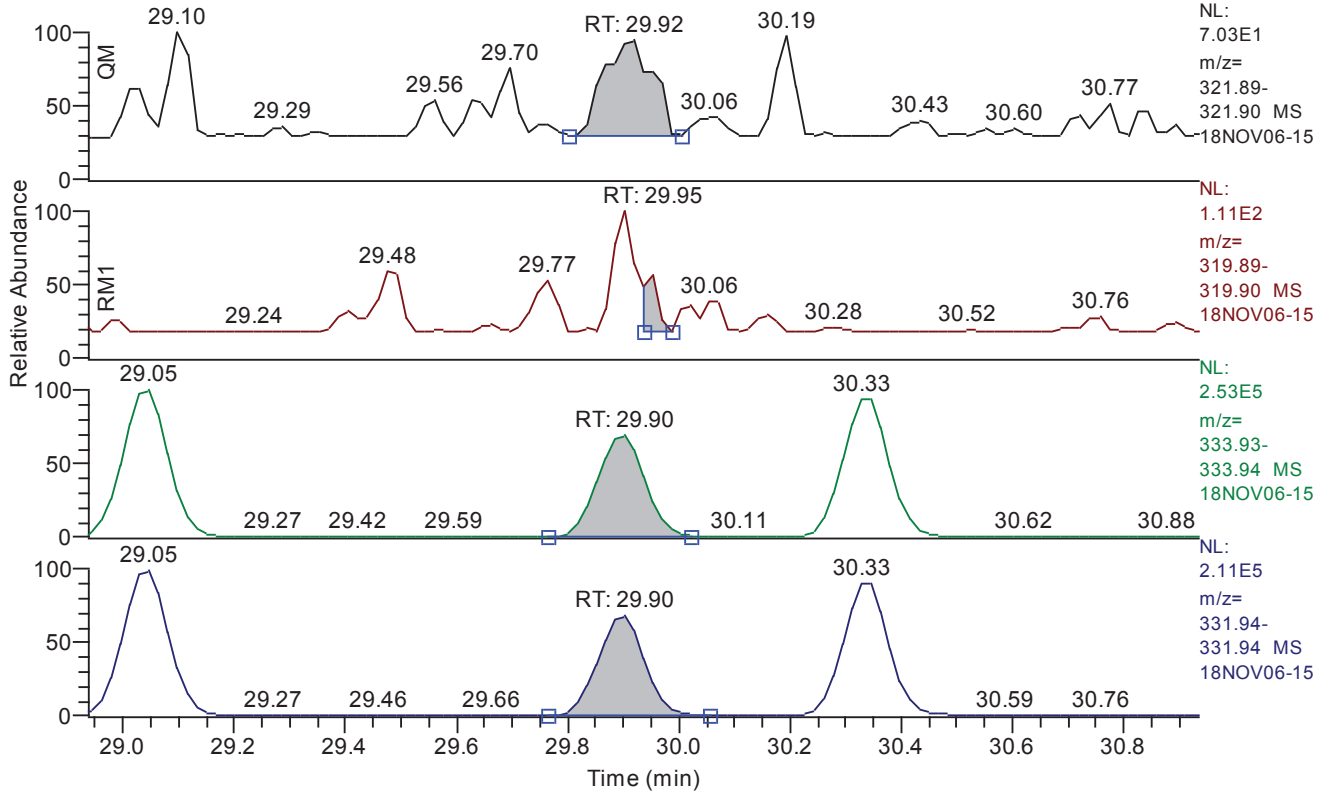 29.10
30.19
RT: 29.92
29.70
29.56
29.29
30.06
30.43
30.60
30.77
100
50
0
QM
NL:
7.03E1
m/z=
321.89-
321.90 MS
18NOV06-15
RT: 29.95
29.48
29.77
30.06
29.24
30.28
30.52
30.76
100
50
0
RM1
NL:
1.11E2
m/z=
319.89-
319.90 MS
18NOV06-15
Relative Abundance
29.05
RT: 29.90
30.33
29.27
29.42
29.59
30.11
30.62
30.88
100
50
0
NL:
2.53E5
m/z=
333.93-
333.94 MS
18NOV06-15
29.05
RT: 29.90
30.33
29.27
29.46
29.66
30.59
30.76
100
50
0
NL:
2.11E5
m/z=
331.94-
331.94 MS
18NOV06-15
29.0
29.2
29.4
29.6
29.8
30.0
30.2
30.4
30.6
30.8
Time (min)